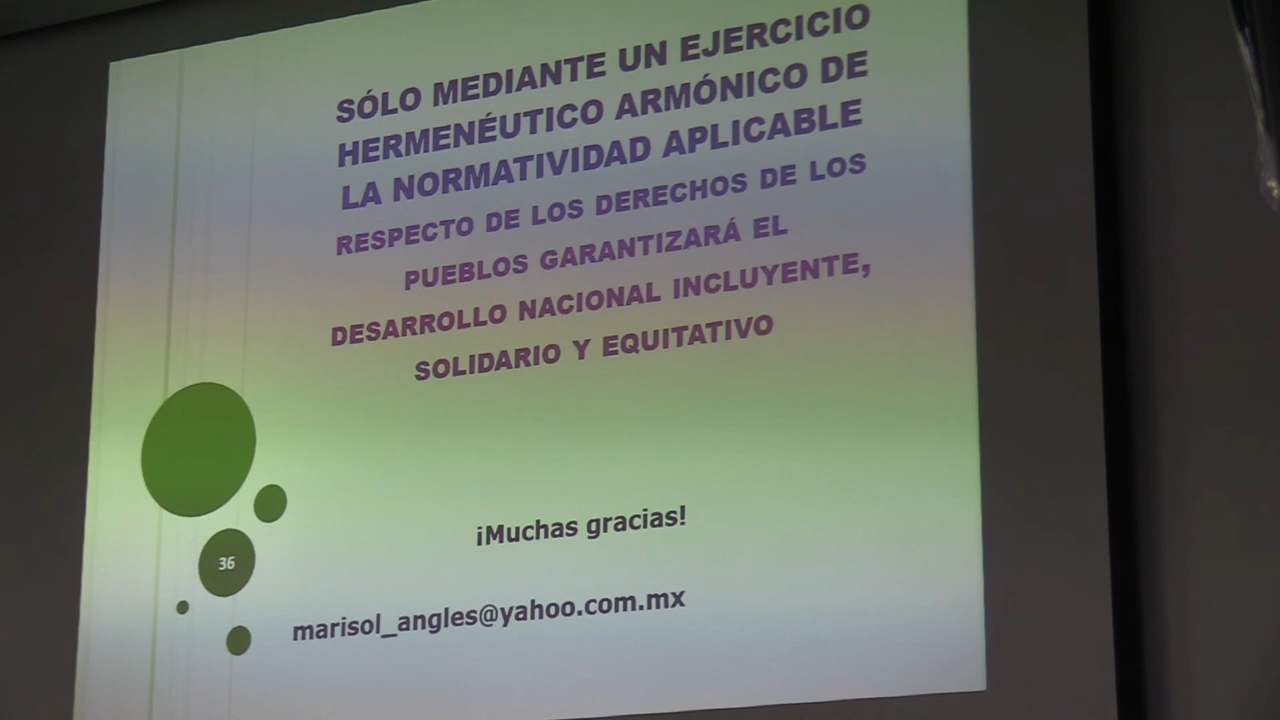 SÓLO MEDIANTE UN EJERCICIO
HERMENÉUTICO ARMÓNICO DE
LA NORMATIVIDAD APLICABLE
RESPECTO DE LOS DERECHOS DE LOS
PUEBLOS GARANTIZARÁ EL
DESARROLLO NACIONAL INCLUYENTE,
SOLIDARIO Y EQUITATIVO
¡Muchas gracias!
36
marisol_angles@yahoo.com.mx